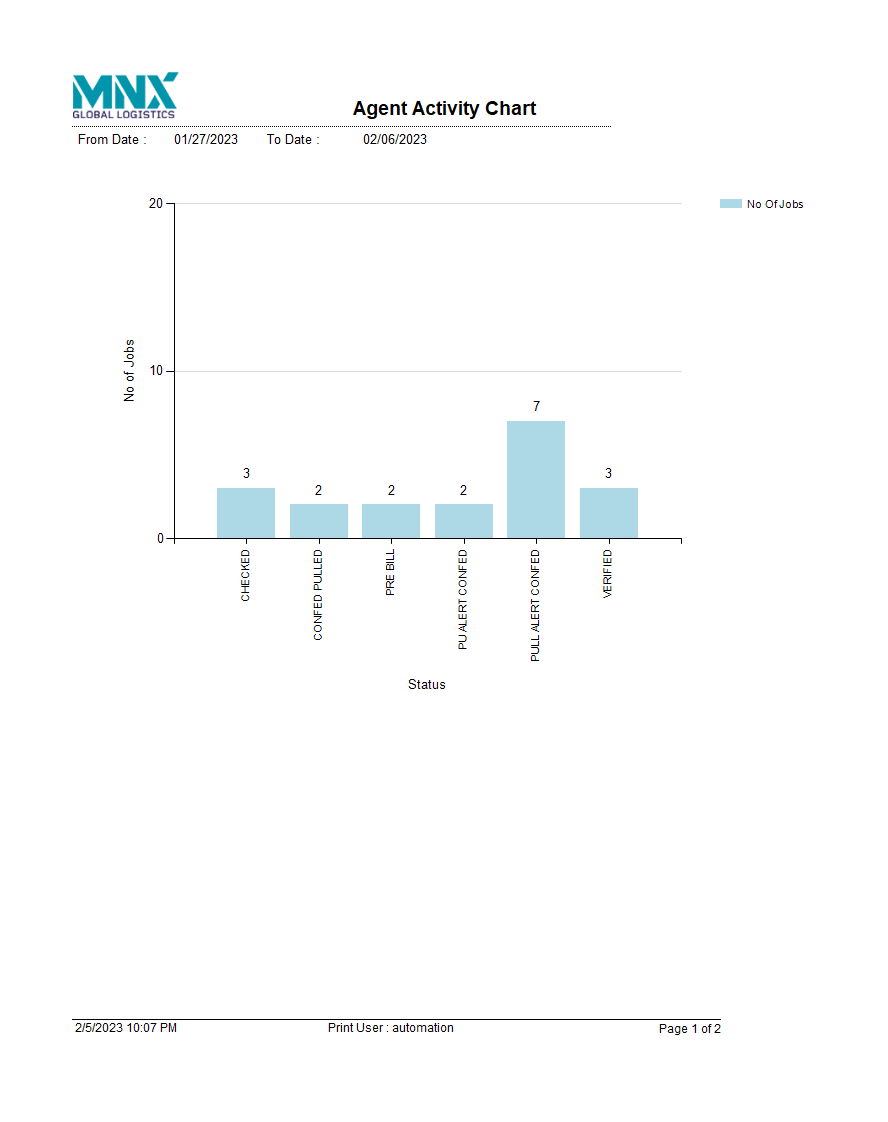 MNX
GLOBAL LOGISTICS
Agent Activity Chart
From Date : 01/27/2023 To Date : 02/06/2023
20
No Of Jobs
No of Jobs
10
7
3
3
2
2
2
0
CHECKED
CONFED PULLED
PRE BILL
PU ALERT CONFED
PULL ALERT CONFED
VERIFIED
Status
2/5/2023 10:07 PM Print User : automation Page 1 of 2